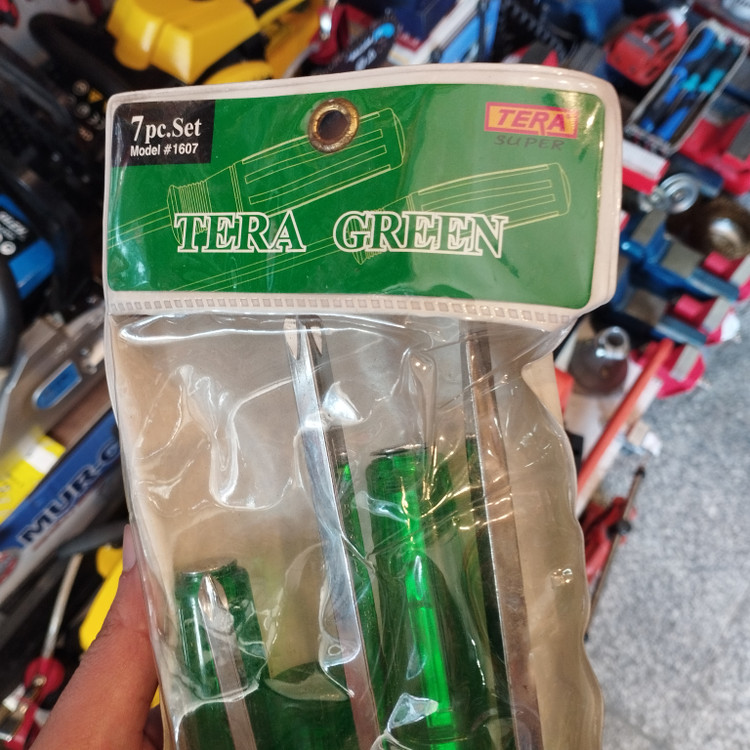 7pc.Set
Model #1607
TERA
SUPER
TERA GREEN